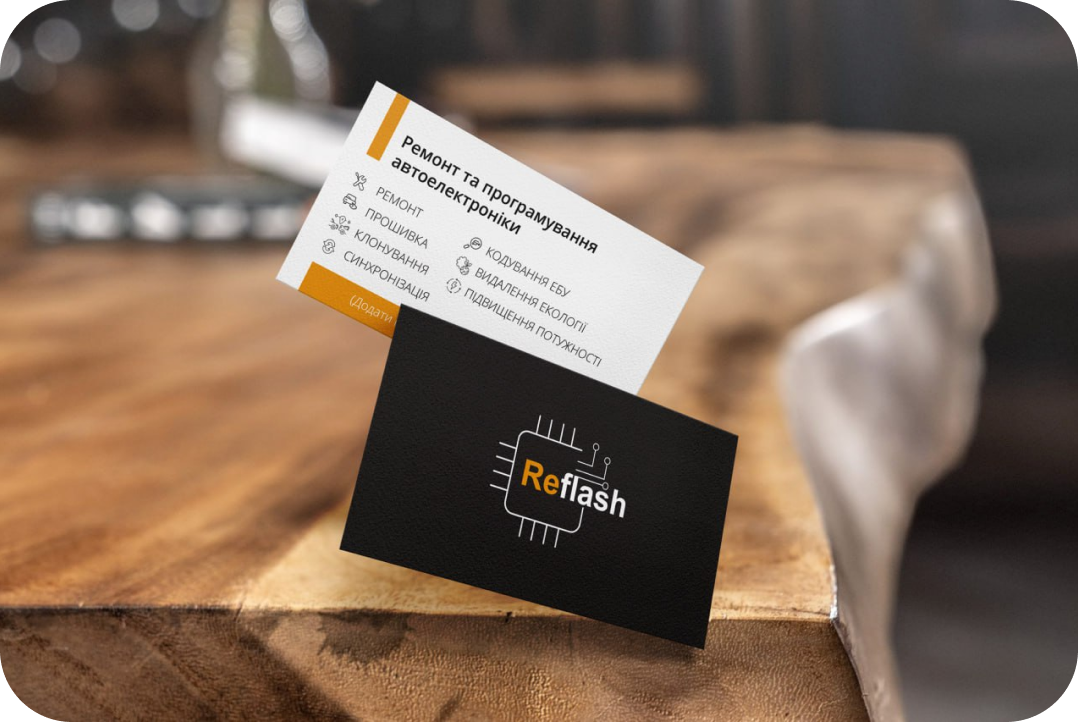 Ремонт та програмування
автоелектроніки
РЕМОНТ
ПРОШИВКА
КЛОНУВАННЯ
СИНХРОНІЗАЦІЯ
КОДУВАННЯ ЕБУ
ВИДАЛЕННЯ ЕКОЛОГІЇ
ПІДВИЩЕННЯ ПОТУЖНОСТІ
(Додати
Reflash